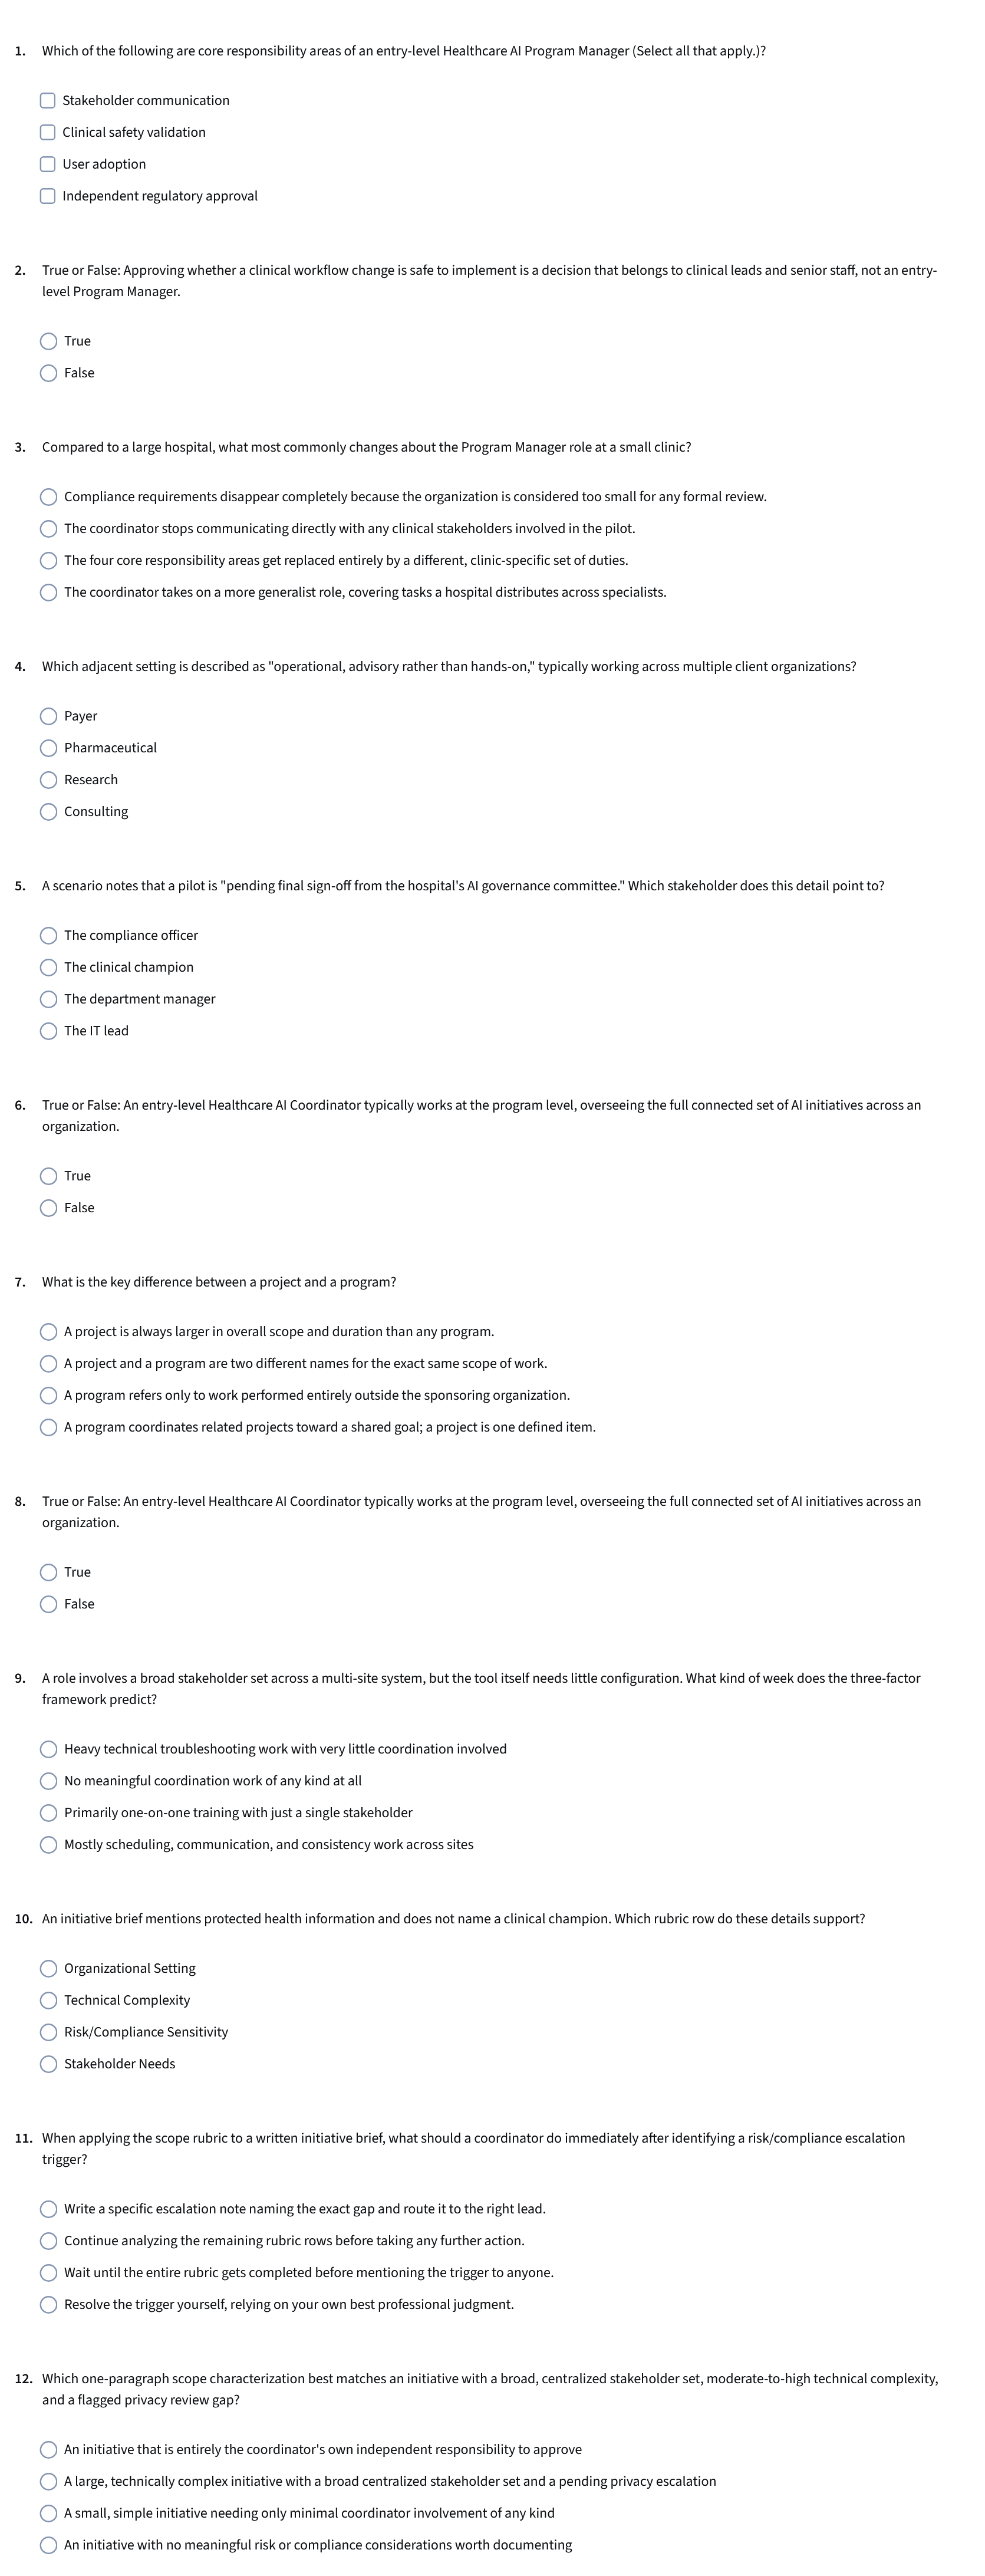 1. Which of the following are core responsibility areas of an entry-level Healthcare AI Program Manager (Select all that apply.)?
Stakeholder communication
Clinical safety validation
User adoption
Independent regulatory approval
2. True or False: Approving whether a clinical workflow change is safe to implement is a decision that belongs to clinical leads and senior staff, not an entry-
level Program Manager.
True
False
3. Compared to a large hospital, what most commonly changes about the Program Manager role at a small clinic?
Compliance requirements disappear completely because the organization is considered too small for any formal review.
The coordinator stops communicating directly with any clinical stakeholders involved in the pilot.
The four core responsibility areas get replaced entirely by a different, clinic-specific set of duties.
The coordinator takes on a more generalist role, covering tasks a hospital distributes across specialists.
4. Which adjacent setting is described as "operational, advisory rather than hands-on," typically working across multiple client organizations?
Payer
Pharmaceutical
Research
Consulting
5. A scenario notes that a pilot is "pending final sign-off from the hospital's AI governance committee." Which stakeholder does this detail point to?
The compliance officer
The clinical champion
The department manager
The IT lead
6. True or False: An entry-level Healthcare AI Coordinator typically works at the program level, overseeing the full connected set of AI initiatives across an
organization.
True
False
7. What is the key difference between a project and a program?
A project is always larger in overall scope and duration than any program.
A project and a program are two different names for the exact same scope of work.
A program refers only to work performed entirely outside the sponsoring organization.
A program coordinates related projects toward a shared goal; a project is one defined item.
8. True or False: An entry-level Healthcare AI Coordinator typically works at the program level, overseeing the full connected set of AI initiatives across an
organization.
True
False
9. A role involves a broad stakeholder set across a multi-site system, but the tool itself needs little configuration. What kind of week does the three-factor
framework predict?
Heavy technical troubleshooting work with very little coordination involved
No meaningful coordination work of any kind at all
Primarily one-on-one training with just a single stakeholder
Mostly scheduling, communication, and consistency work across sites
10. An initiative brief mentions protected health information and does not name a clinical champion. Which rubric row do these details support?
Organizational Setting
Technical Complexity
Risk/Compliance Sensitivity
Stakeholder Needs
11. When applying the scope rubric to a written initiative brief, what should a coordinator do immediately after identifying a risk/compliance escalation
trigger?
Write a specific escalation note naming the exact gap and route it to the right lead.
Continue analyzing the remaining rubric rows before taking any further action.
Wait until the entire rubric gets completed before mentioning the trigger to anyone.
Resolve the trigger yourself, relying on your own best professional judgment.
12. Which one-paragraph scope characterization best matches an initiative with a broad, centralized stakeholder set, moderate-to-high technical complexity,
and a flagged privacy review gap?
An initiative that is entirely the coordinator's own independent responsibility to approve
A large, technically complex initiative with a broad centralized stakeholder set and a pending privacy escalation
A small, simple initiative needing only minimal coordinator involvement of any kind
An initiative with no meaningful risk or compliance considerations worth documenting